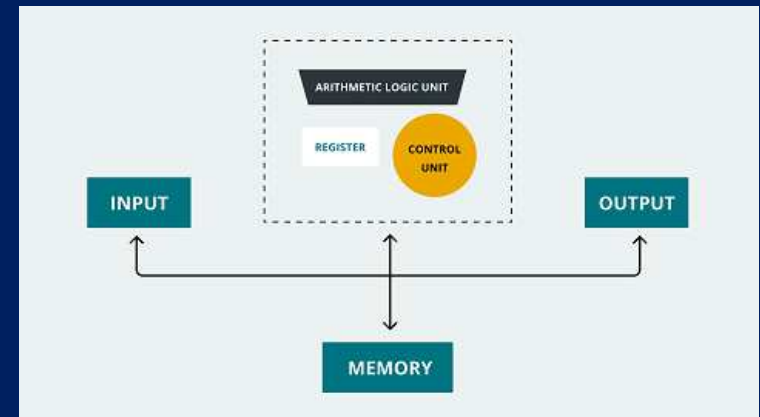 ARITHMETIC LOGIC UNIT
REGISTER
CONTROL
UNIT
INPUT
OUTPUT
MEMORY